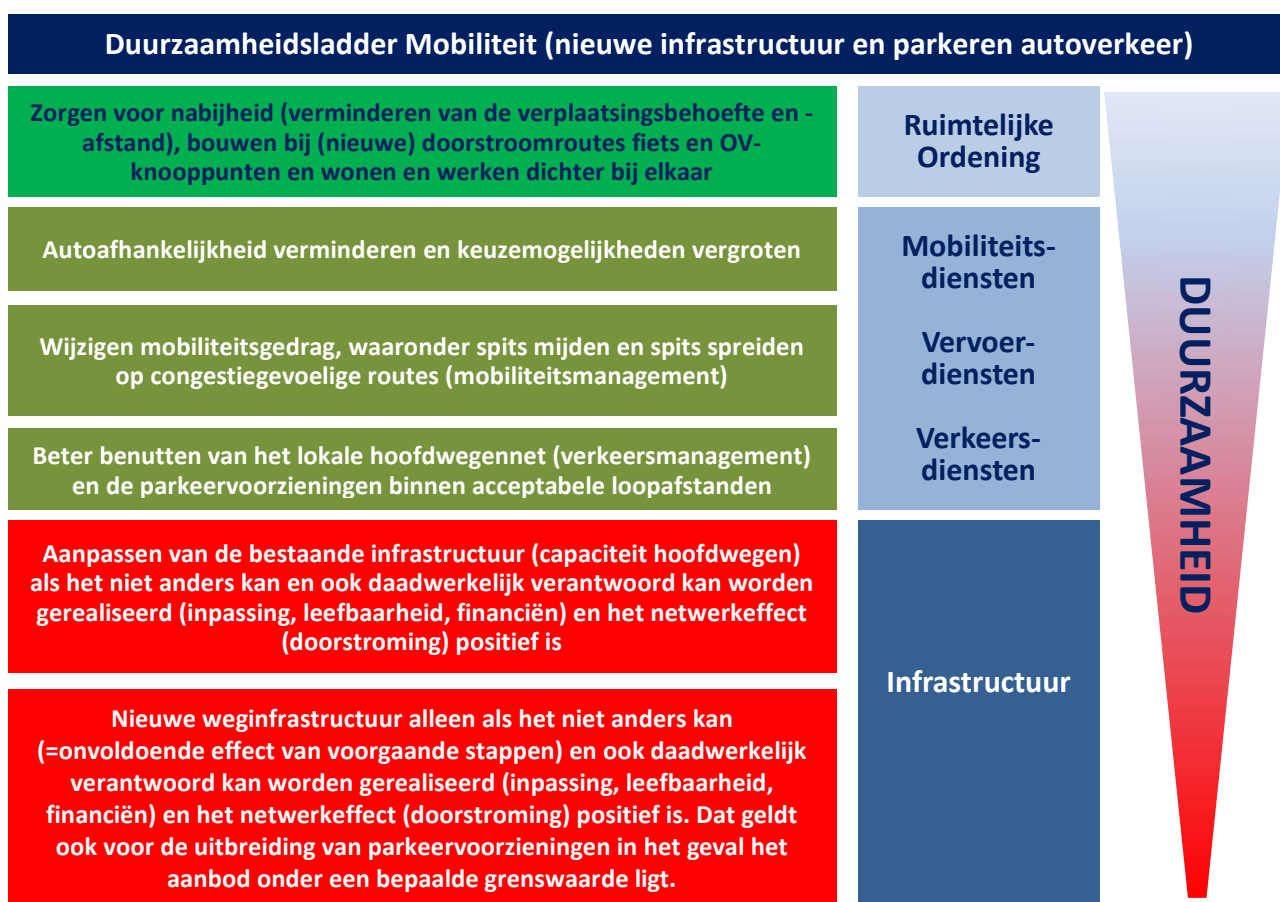 Duurzaamheidsladder Mobiliteit (nieuwe infrastructuur en parkeren autoverkeer)
Zorgen voor nabijheid (verminderen van de verplaatsingsbehoefte en -
afstand), bouwen bij (nieuwe) doorstroomroutes fiets en OV-
knooppunten en wonen en werken dichter bij elkaar
Ruimtelijke
Ordening
Autoafhankelijkheid verminderen en keuzemogelijkheden vergroten
Mobiliteits-
diensten
Wijzigen mobiliteitsgedrag, waaronder spits mijden en spits spreiden
op congestiegevoelige routes (mobiliteitsmanagement)
Vervoer-
diensten
Beter benutten van het lokale hoofdwegennet (verkeersmanagement)
en de parkeervoorzieningen binnen acceptabele loopafstanden
Verkeers-
diensten
Aanpassen van de bestaande infrastructuur (capaciteit hoofdwegen)
als het niet anders kan en ook daadwerkelijk verantwoord kan worden
gerealiseerd (inpassing, leefbaarheid, financiën) en het netwerkeffect
(doorstroming) positief is
Nieuwe weginfrastructuur alleen als het niet anders kan
(=onvoldoende effect van voorgaande stappen) en ook daadwerkelijk
verantwoord kan worden gerealiseerd (inpassing, leefbaarheid,
financiën) en het netwerkeffect (doorstroming) positief is. Dat geldt
ook voor de uitbreiding van parkeervoorzieningen in het geval het
aanbod onder een bepaalde grenswaarde ligt.
Infrastructuur
DUURZAAMHEID